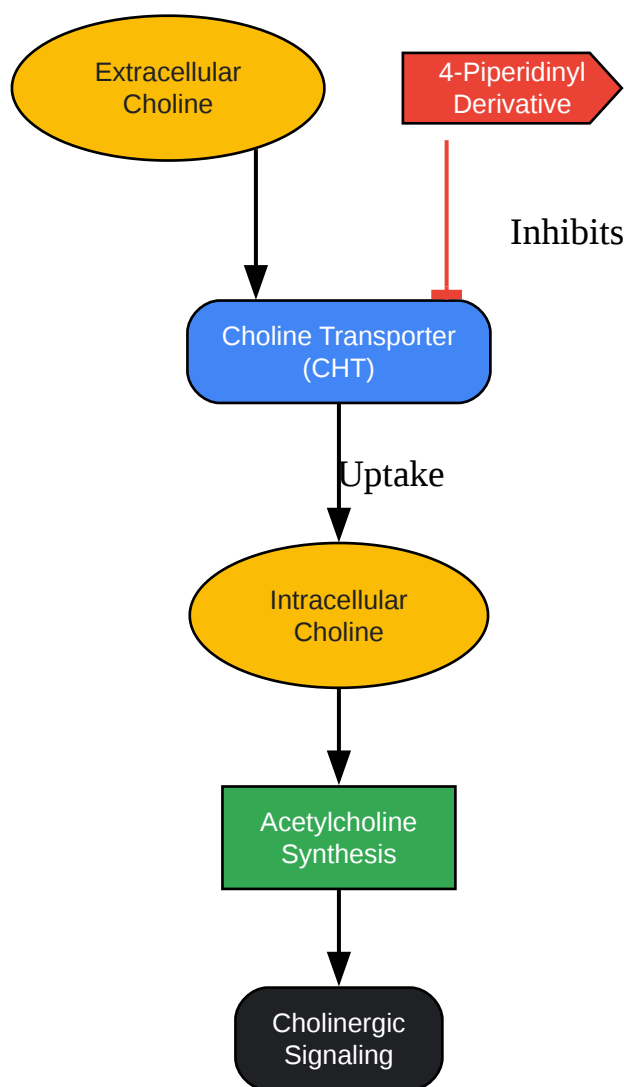 Extracellular
Choline
4-Piperidinyl
Derivative
Inhibits
Choline Transporter
(CHT)
Uptake
Intracellular
Choline
Acetylcholine
Synthesis
Cholinergic
Signaling